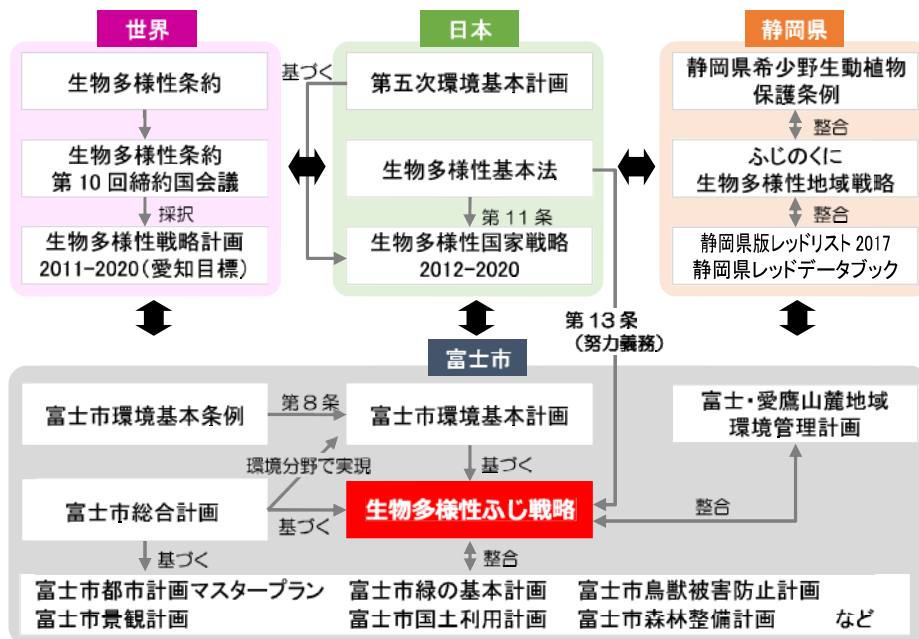 世界
生物多様性条約
生物多様性条約
第10回締約国会議
採択
生物多様性戦略計画
2011-2020(愛知目標)
日本
基づく
第五次環境基本計画
生物多様性基本法
第11条
生物多様性国家戦略
2012-2020
静岡県
静岡県希少野生動植物
保護条例
整合
ふじのくに
生物多様性地域戦略
整合
静岡県版レッドリスト2017
静岡県レッドデータブック
第13条
(努力義務)
富士市
富士市環境基本条例
第8条
富士市環境基本計画
富士・愛鷹山麓地域
環境管理計画
環境分野で実現
基づく
富士市総合計画
基づく
生物多様性ふじ戦略
整合
基づく
整合
富士市都市計画マスタープラン
富士市景観計画
富士市緑の基本計画
富士市国土利用計画
富士市鳥獣被害防止計画
富士市森林整備計画
など